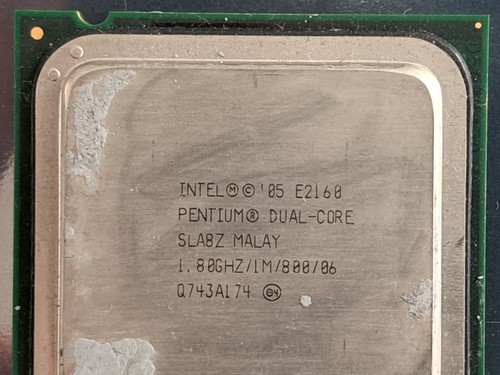 INTEL Ⓜ © '05 E2160
PENTIUM® DUAL-CORE
SLA8Z MALAY
1.80GHZ/1M/800/06
Q743A174 e4